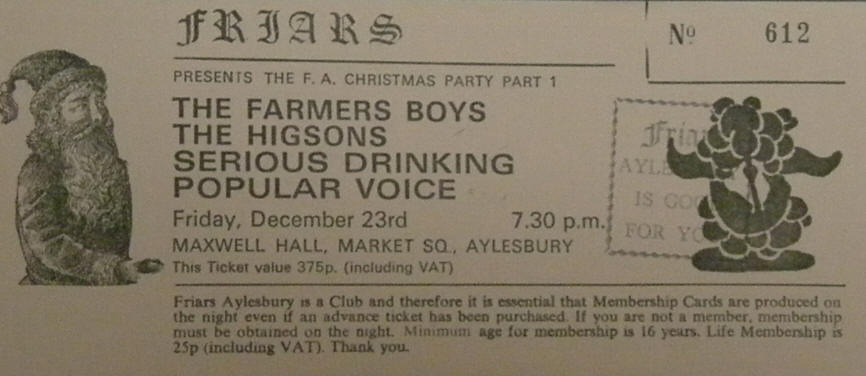 FRIARS
Nº 612
PRESENTS THE F. A. CHRISTMAS PARTY PART 1
THE FARMERS BOYS
THE HIGSONS
SERIOUS DRINKING
POPULAR VOICE
Friday, December 23rd 7.30 p.m.
MAXWELL HALL, MARKET SQ., AYLESBURY
This Ticket value 375p. (including VAT)
IS
FOR
Friars Aylesbury is a Club and therefore it is essential that Membership Cards are produced on
the night even if an advance ticket has been purchased. If you are not a member, membership
must be obtained on the night. Minimum age for membership is 16 years. Life Membership is
25p (including VAT). Thank you.